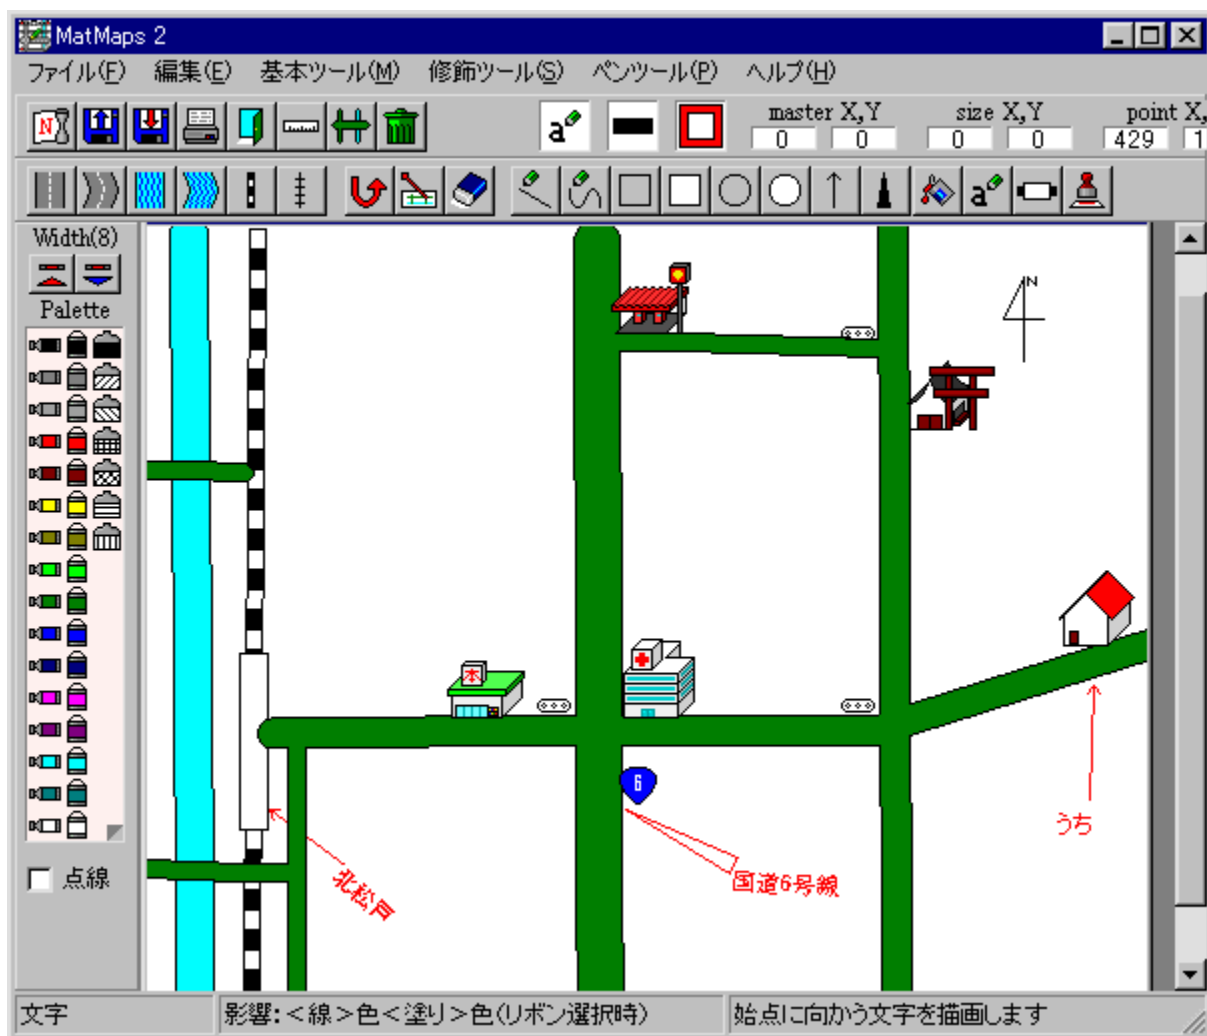 MatMaps 2
ファイル(F) 編集(E) 基本ツール(M) 修飾ツール(S) ペンツール(P) ヘルプ(H)
N a master X,Y size X,Y point X,
0 0 0 0 429 1
a
Width(8)
Palette
N
本
6
うち
国道6号線
北松戸
点線
文字 影響:<線>色<塗り>色(リボン選択時) 始点に向かう文字を描画します